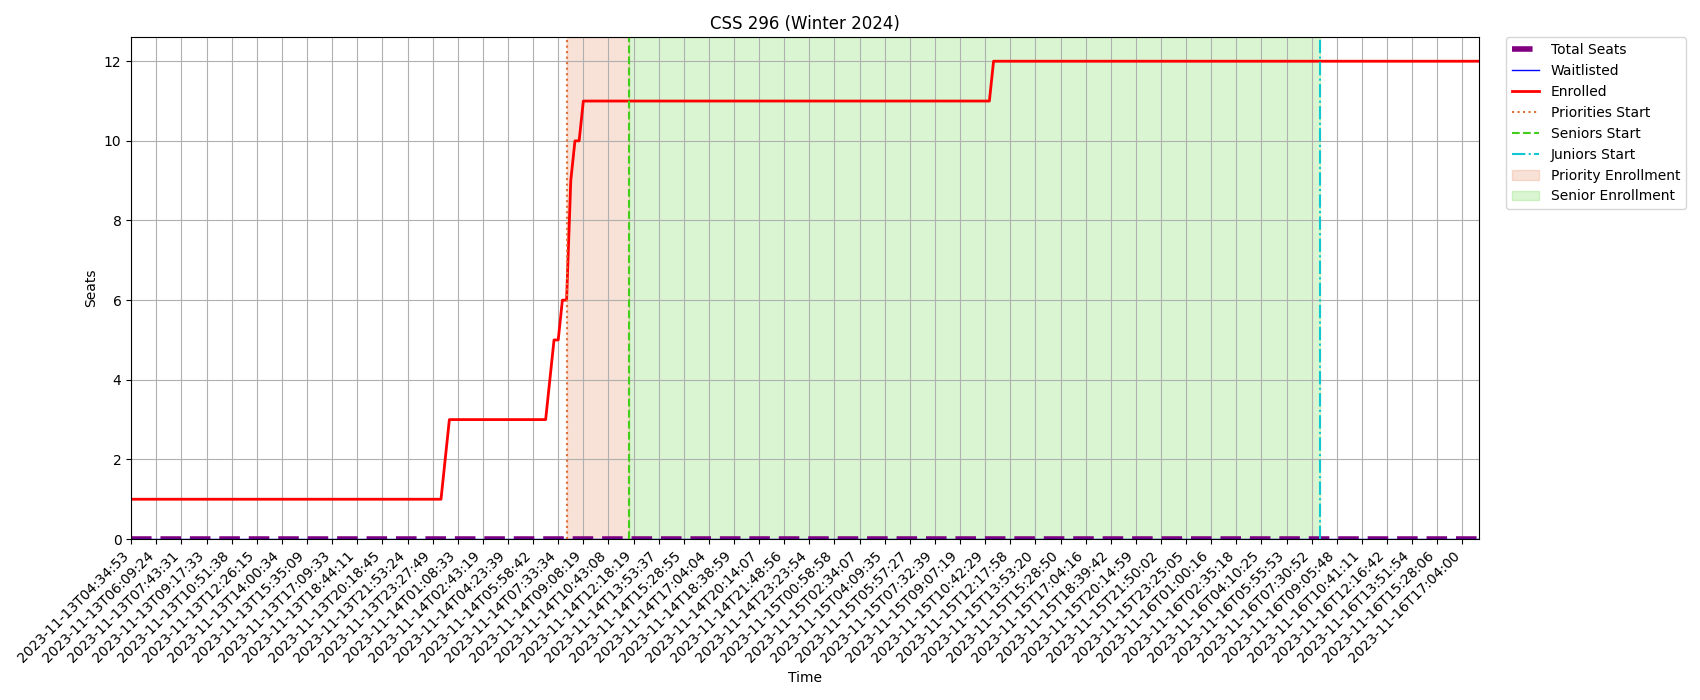 CSS 296 (Winter 2024)
Total Seats
Waitlisted
Enrolled
Priorities Start
Seniors Start
Juniors Start
Priority Enrollment
Senior Enrollment
Seats
12
10
8
6
4
2
0
2023-11-13T04:34:53
2023-11-13T06:09:24
2023-11-13T07:43:31
2023-11-13T09:17:33
2023-11-13T10:51:38
2023-11-13T12:26:15
2023-11-13T14:00:34
2023-11-13T15:35:09
2023-11-13T17:09:33
2023-11-13T18:44:11
2023-11-13T20:18:45
2023-11-13T21:53:24
2023-11-13T23:27:49
2023-11-14T01:08:33
2023-11-14T02:43:19
2023-11-14T04:23:39
2023-11-14T05:58:42
2023-11-14T07:33:34
2023-11-14T09:08:19
2023-11-14T10:43:08
2023-11-14T12:18:19
2023-11-14T13:53:37
2023-11-14T15:28:55
2023-11-14T17:04:04
2023-11-14T18:38:59
2023-11-14T20:14:07
2023-11-14T21:48:56
2023-11-14T23:23:54
2023-11-15T00:58:58
2023-11-15T02:34:07
2023-11-15T04:09:35
2023-11-15T05:57:27
2023-11-15T07:32:39
2023-11-15T09:07:19
2023-11-15T10:42:29
2023-11-15T12:17:58
2023-11-15T13:53:20
2023-11-15T15:28:50
2023-11-15T17:04:16
2023-11-15T18:39:42
2023-11-15T20:14:59
2023-11-15T21:50:02
2023-11-15T23:25:05
2023-11-16T01:00:16
2023-11-16T02:35:18
2023-11-16T04:10:25
2023-11-16T05:55:53
2023-11-16T07:30:52
2023-11-16T09:05:48
2023-11-16T10:41:11
2023-11-16T12:16:42
2023-11-16T13:51:54
2023-11-16T15:28:06
2023-11-16T17:04:00
Time